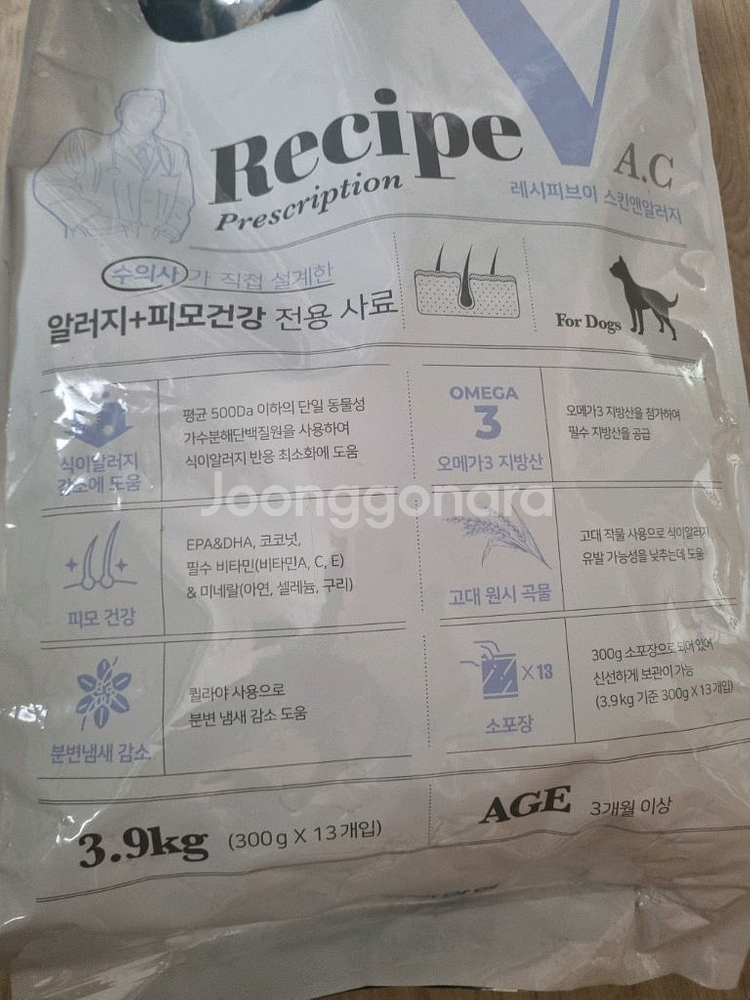 Recipe
V
A.C
Prescription
레시피브이 스킨앤알러지
수의사가 직접 설계한
알러지+피모건강 전용 사료
For Dogs
식이알러지
감소에 도움
평균 500Da 이하의 단일 동물성
가수분해단백질원을 사용하여
식이알러지 반응 최소화에 도움
OMEGA
3
오메가3 지방산
오메가3 지방산을 첨가하여
필수 지방산을 공급
Joonggonara
피모 건강
EPA&DHA, 코코넛,
필수 비타민(비타민A, C, E)
& 미네랄(아연, 셀레늄, 구리)
고대 원시 곡물
고대 작물 사용으로 식이알러지
유발 가능성을 낮추는데 도움
분변냄새 감소
퀼라야 사용으로
분변 냄새 감소 도움
X13
소포장
300g 소포장으로 되어 있어
신선하게 보관이 가능
(3.9kg 기준 300g X 13개입)
3.9kg (300g X 13개입)
AGE 3개월 이상